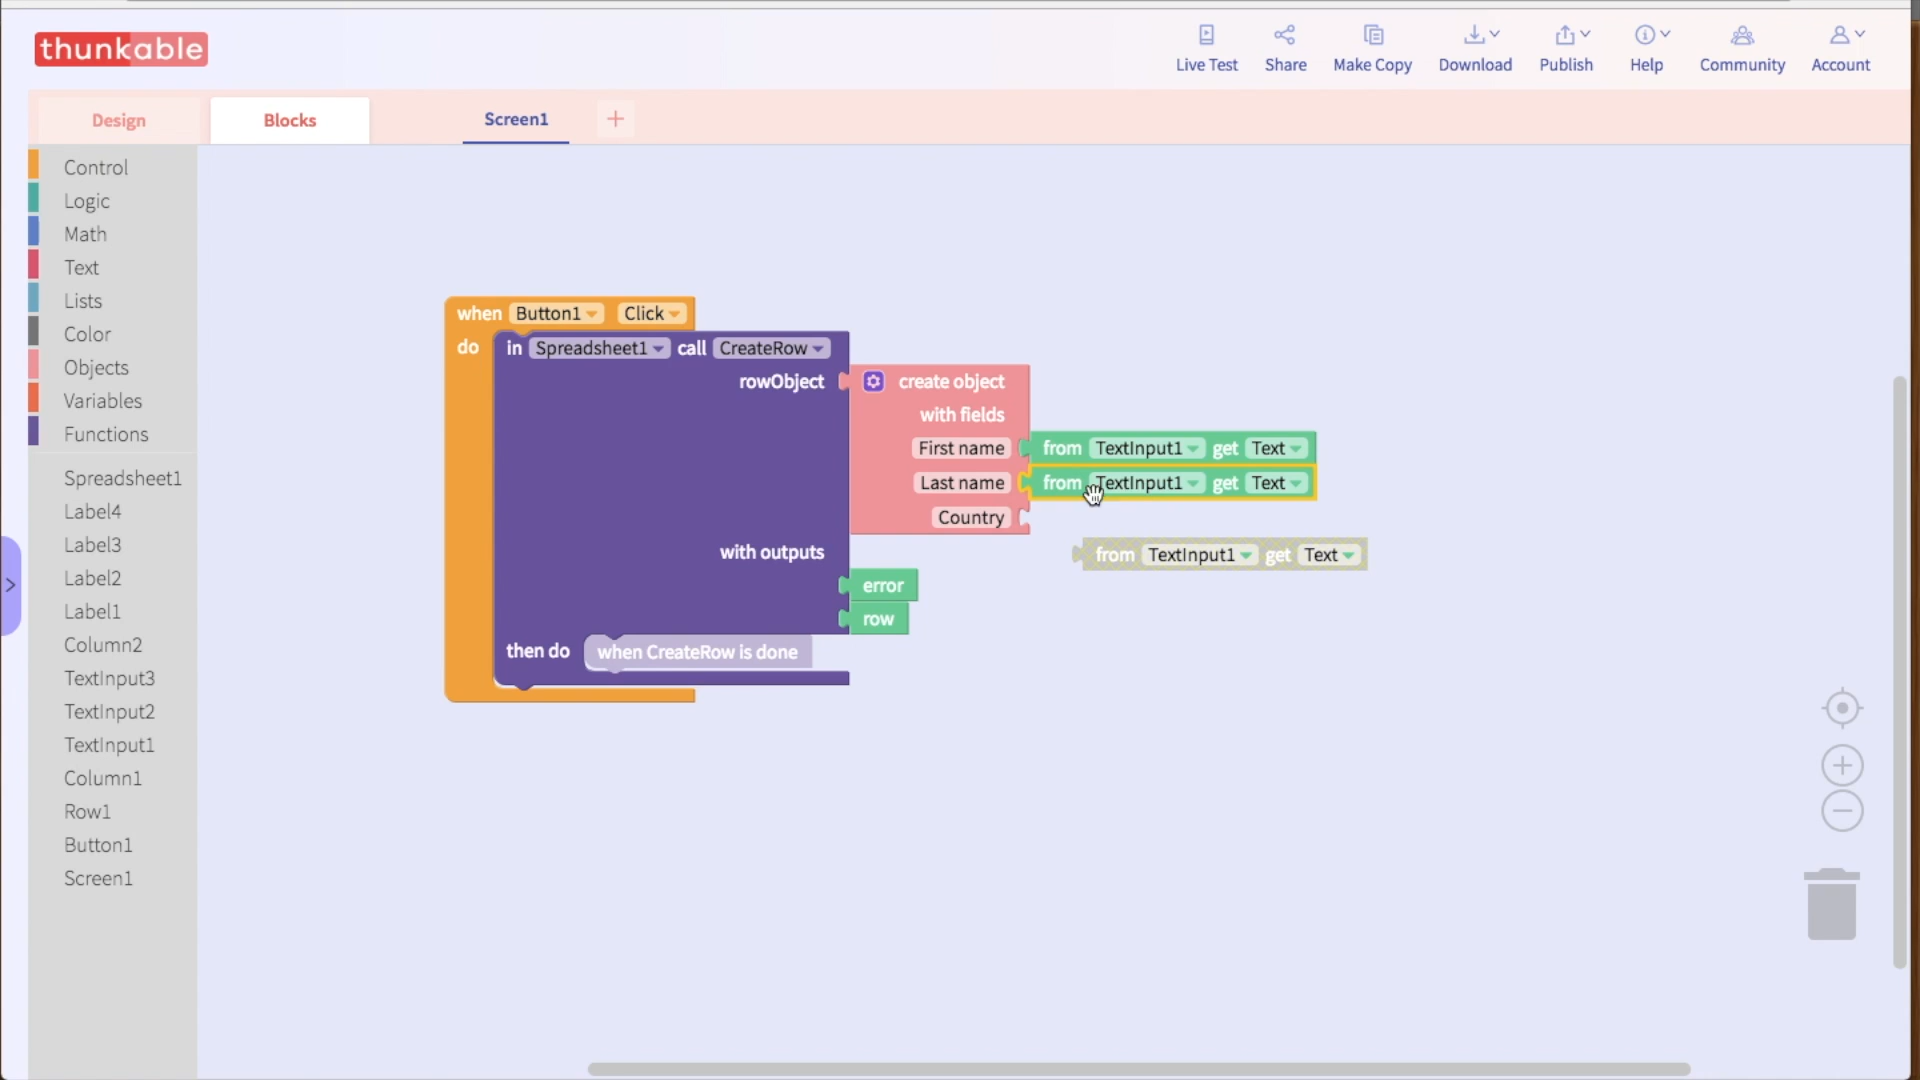 thunkable
Live Test
Share
Make Copy
Download
Publish
Help
Community
Account
Design
Blocks
Screen1
Control
Logic
Math
Text
Lists
Color
Objects
Variables
Functions
Spreadsheet1
Label4
Label3
Label2
Label1
Column2
TextInput3
TextInput2
TextInput1
Column1
Row1
Button1
Screen1
when Button1 Click
do in Spreadsheet1 call CreateRow
rowObject create object
with fields
First name from TextInput1 get Text
Last name from TextInput1 get Text
Country
from TextInput1 get Text
with outputs
error
row
then do when CreateRow is done